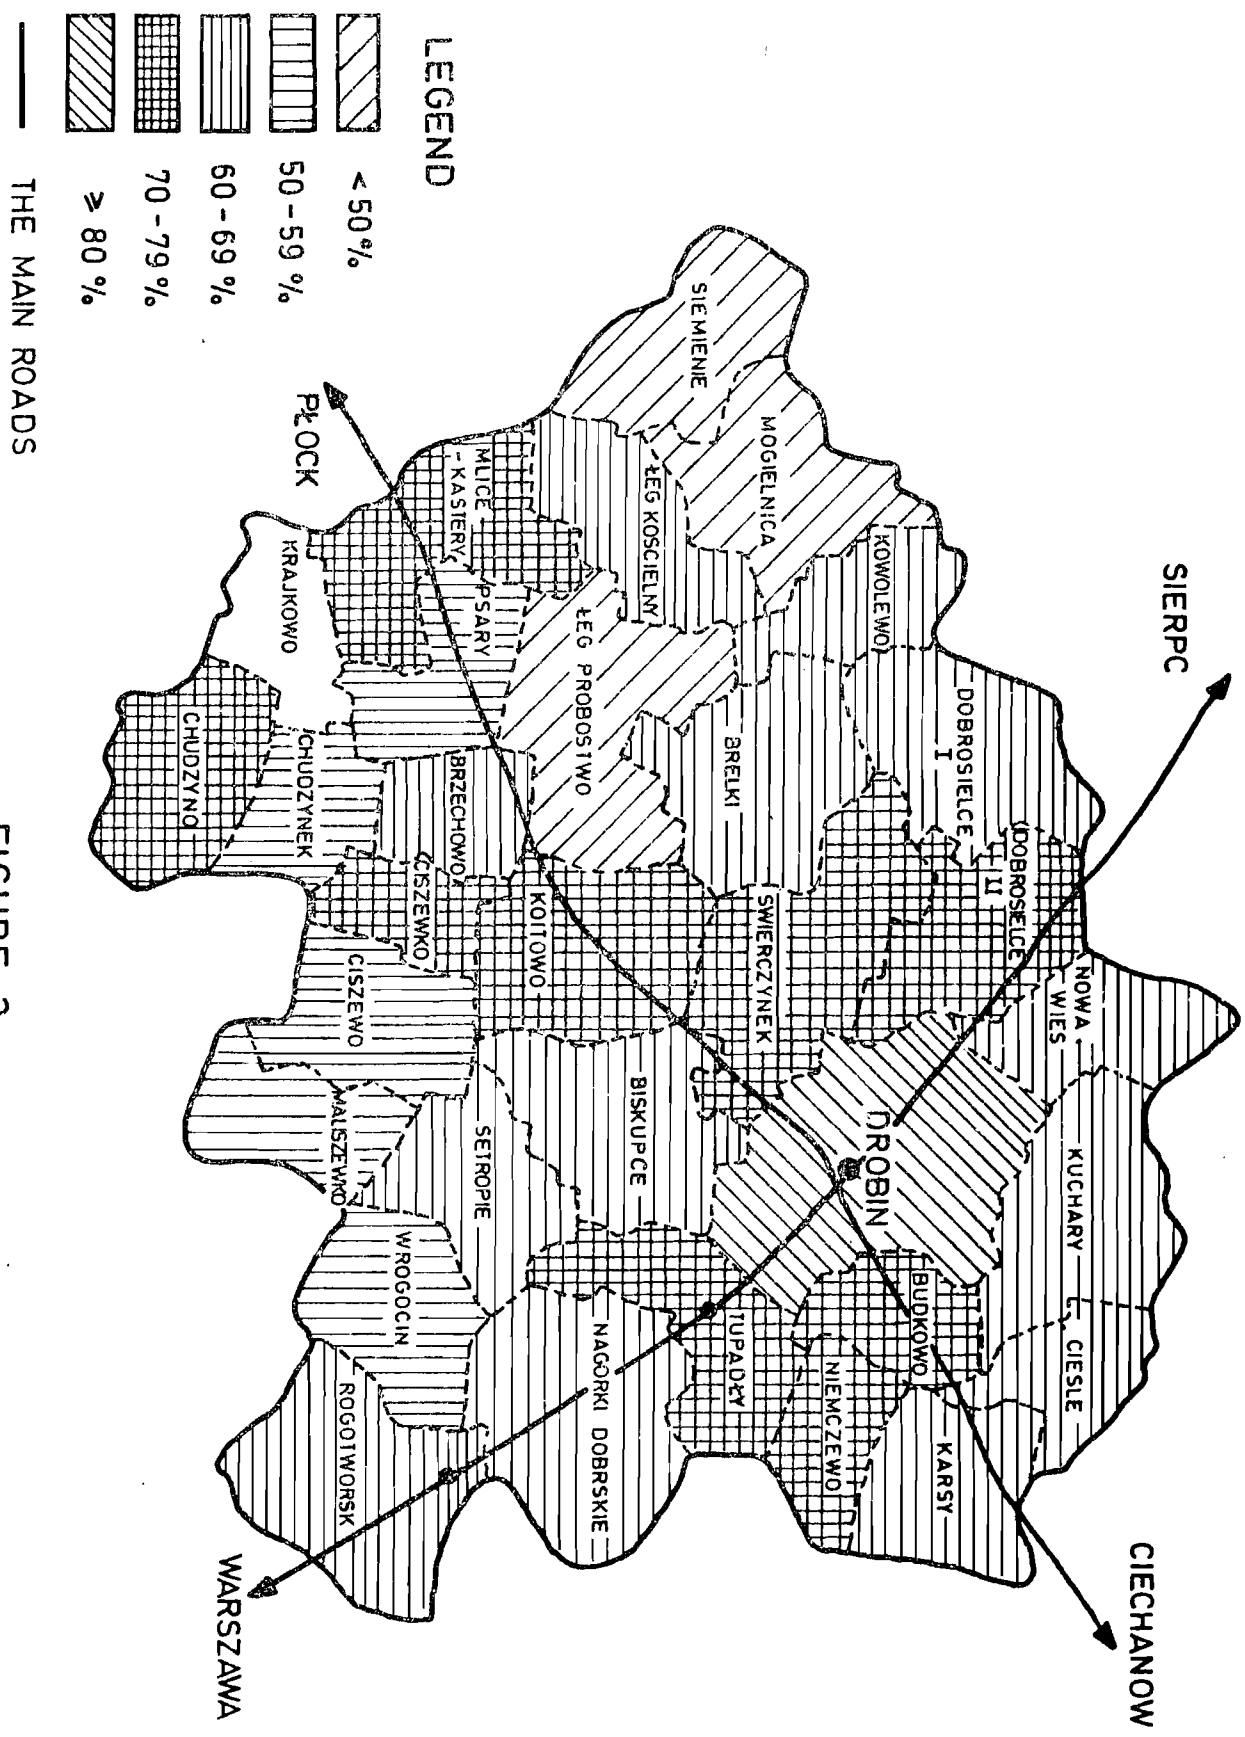 SIERPC
CIECHANOW
NOWA
WIES
KUCHARY
CIESLE
DOBROSIELCE
II
DOBROSIELCE
I
KARSY
BUDKOWO
KOWOLEWO
DROBIN
NIEMCZEWO
MOGIELNICA
BRELKI
SWIERCZYNEK
TUPADŁY
SIEMIENIE
ŁEG KOSCIELNY
BISKUPCE
NAGORKI DOBRSKIE
ŁEG PROBOSTWO
KOITOWO
MLICE
- KASIERY
PSARY
BRZECHOWO
SETROPIE
CISZEWKO
WROGOCIN
CISZEWO
MALISZEWKO
ROGOTWORSK
PŁOCK
KRAJKOWO
CHUDZYNEK
CHUDZYNO
WARSZAWA
LEGEND
< 50%
50 – 59 %
60 – 69 %
70 – 79 %
⩾ 80 %
THE MAIN ROADS